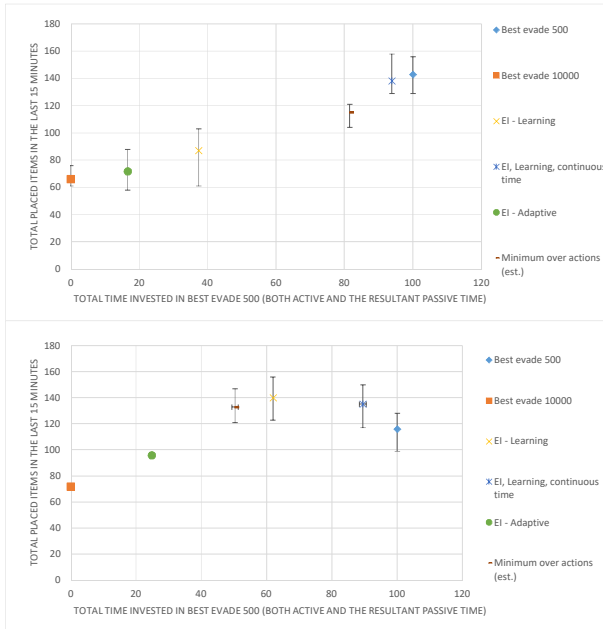 TOTAL PLACED ITEMS IN THE LAST 15 MINUTES
180
160
140
120
100
80
60
40
20
0
0 20 40 60 80 100 120
TOTAL TIME INVESTED IN BEST EVADE 500 (BOTH ACTIVE AND THE RESULTANT PASSIVE TIME)
Best evade 500
Best evade 10000
EI - Learning
EI, Learning, continuous
time
EI - Adaptive
Minimum over actions
(est.)
TOTAL PLACED ITEMS IN THE LAST 15 MINUTES
180
160
140
120
100
80
60
40
20
0
0 20 40 60 80 100 120
TOTAL TIME INVESTED IN BEST EVADE 500 (BOTH ACTIVE AND THE RESULTANT PASSIVE TIME)
Best evade 500
Best evade 10000
EI - Learning
EI, Learning, continuous
time
EI - Adaptive
Minimum over actions
(est.)